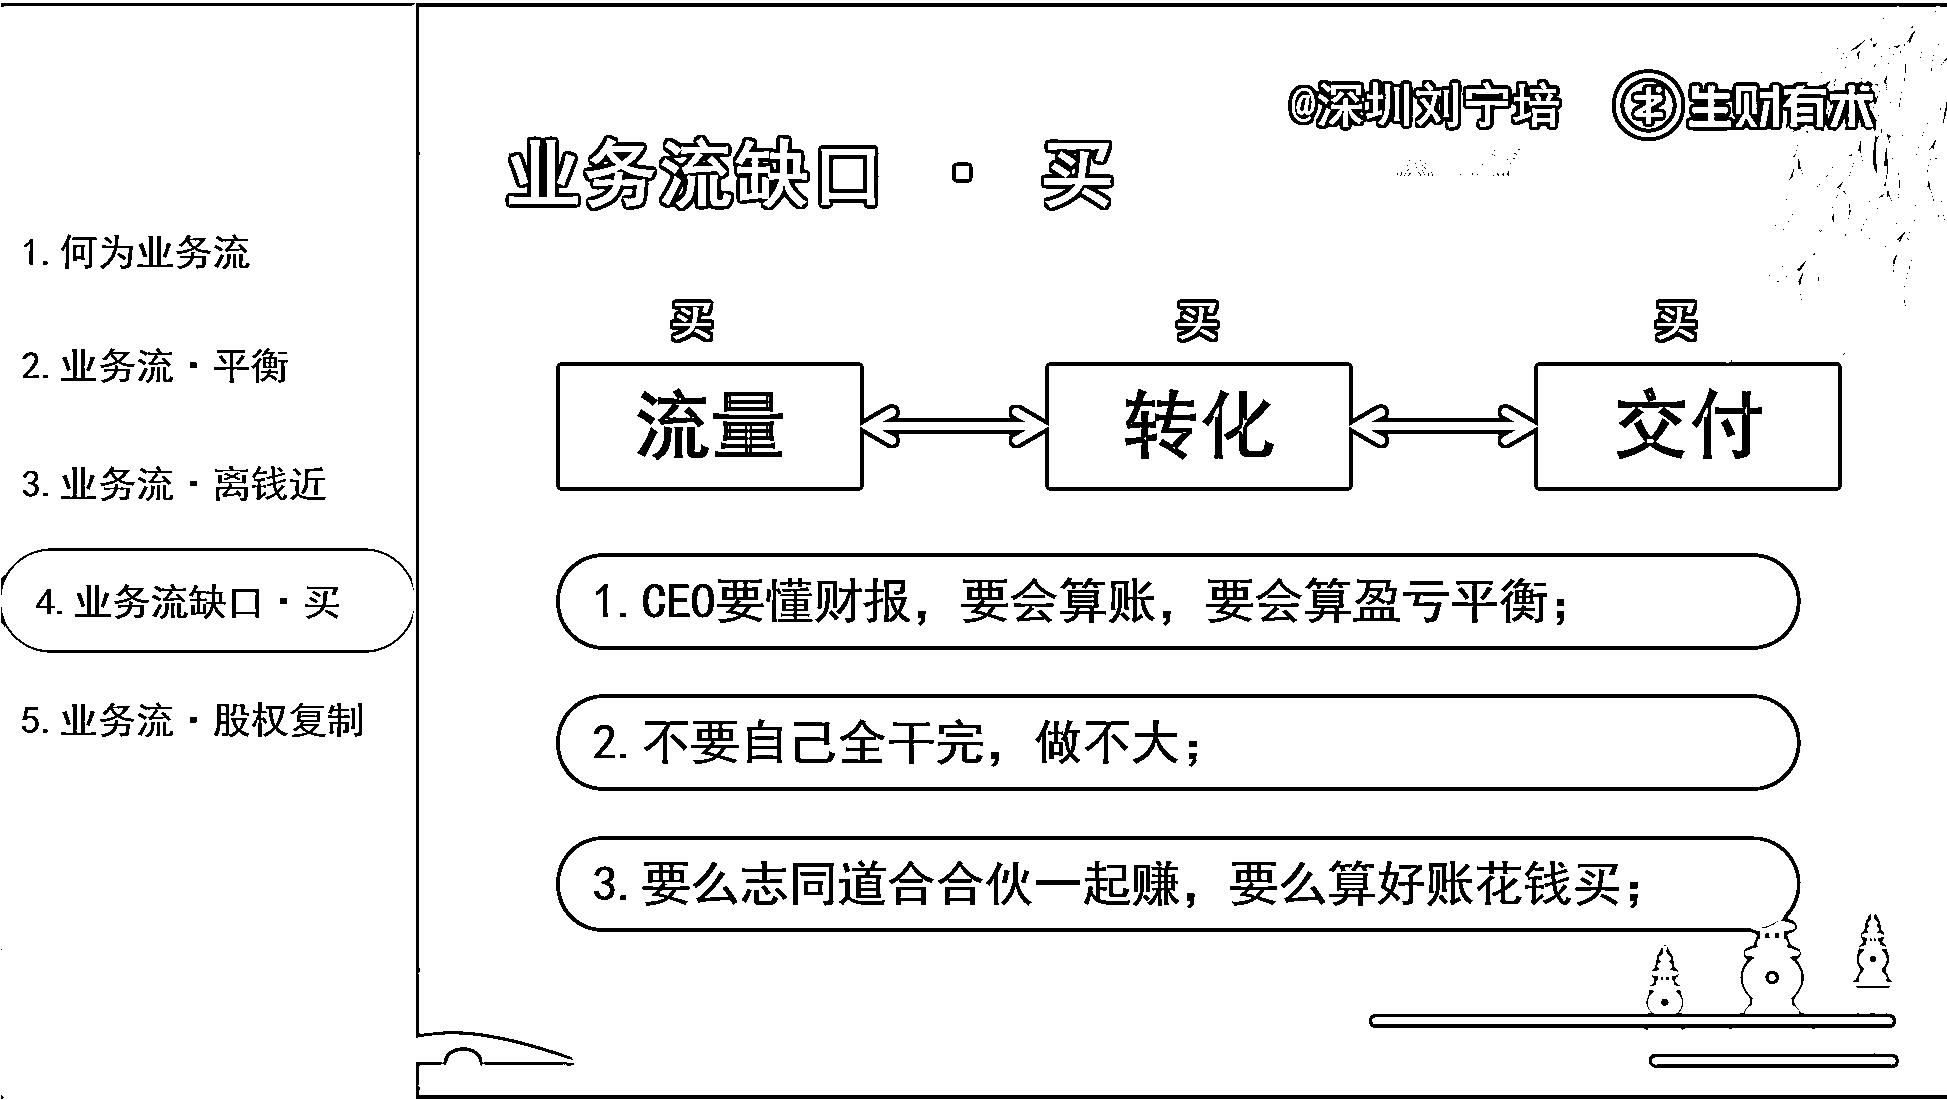 @深圳刘宁培
生财有术
业务流缺口 · 买
1.何为业务流
2.业务流·平衡
3.业务流·离钱近
4.业务流缺口·买
5.业务流·股权复制
买 买 买
流量 转化 交付
1.CEO要懂财报，要会算账，要会算盈亏平衡；
2.不要自己全干完，做不大；
3.要么志同道合合伙一起赚，要么算好账花钱买；